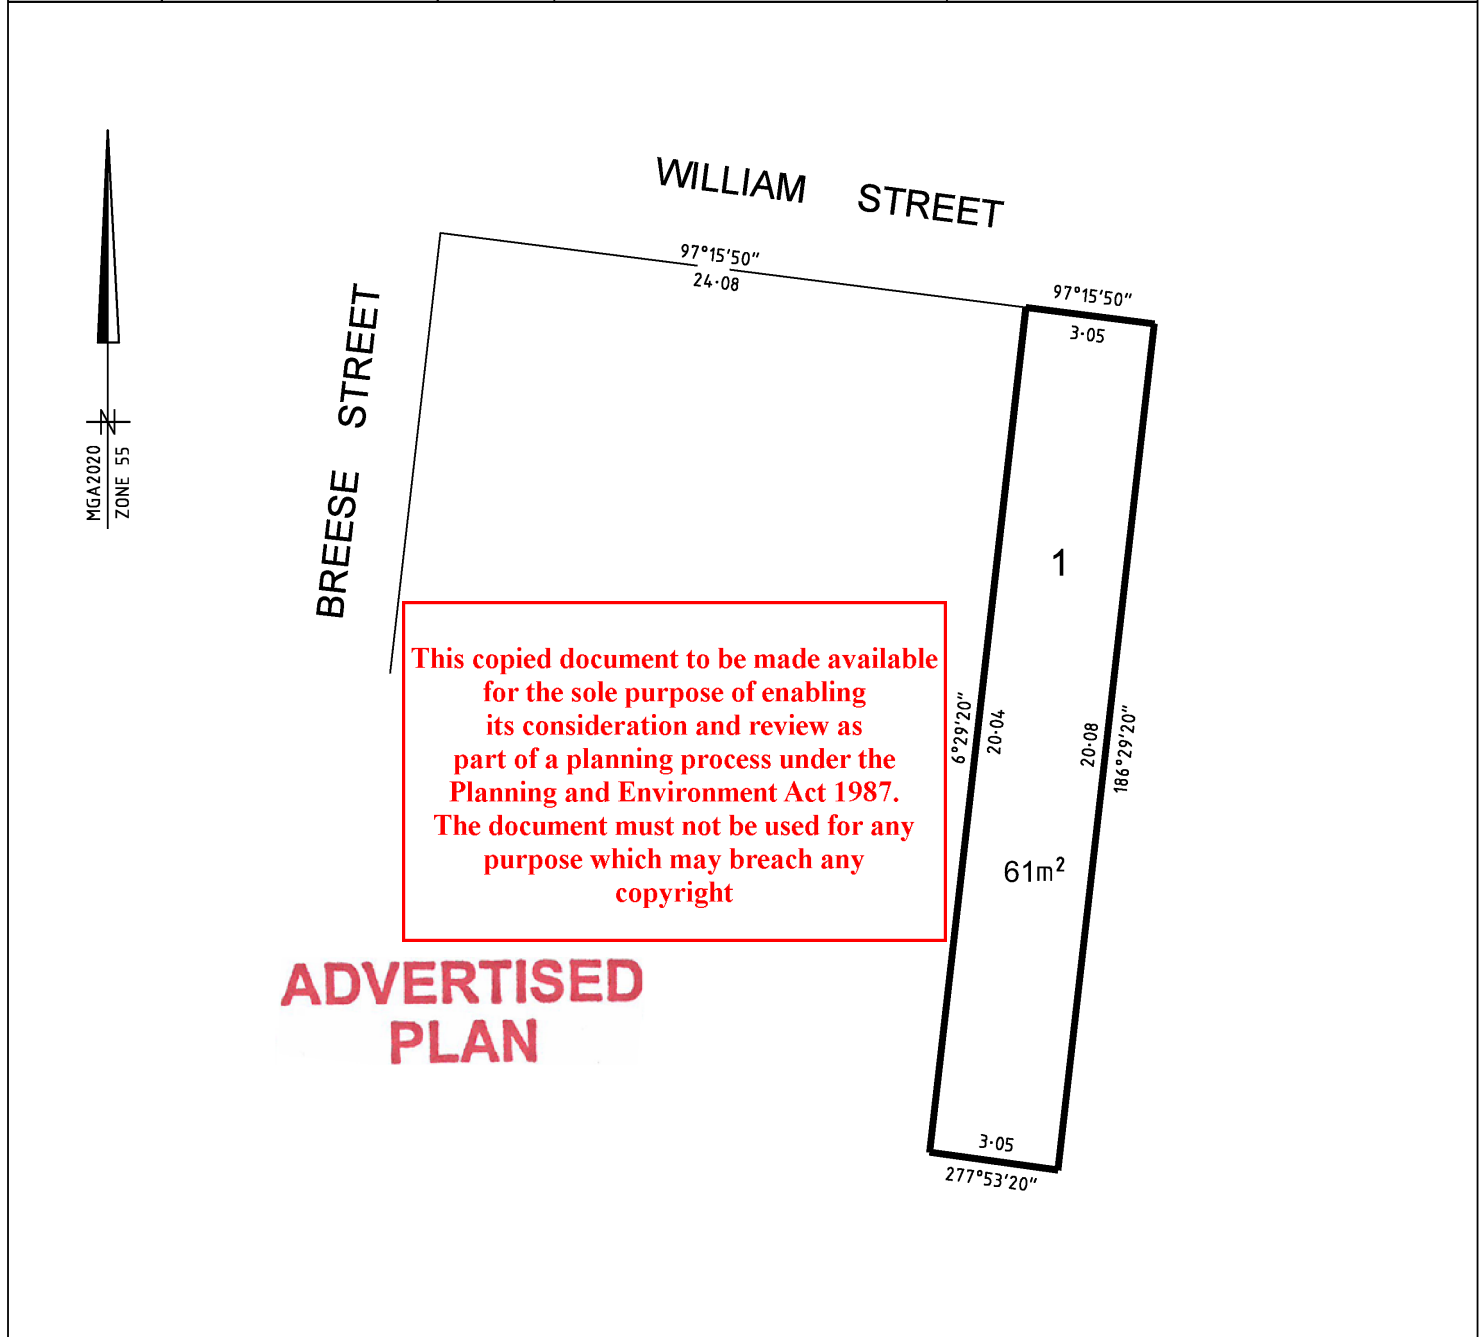 WILLIAM STREET
97°15'50"
24·08
97°15'50"
3·05
BREESE STREET
MGA2020
ZONE 55
1
This copied document to be made available
for the sole purpose of enabling
its consideration and review as
part of a planning process under the
Planning and Environment Act 1987.
The document must not be used for any
purpose which may breach any
copyright
6°29'20"
20·04
20·08
186°29'20"
61m²
ADVERTISED
PLAN
3·05
277°53'20"